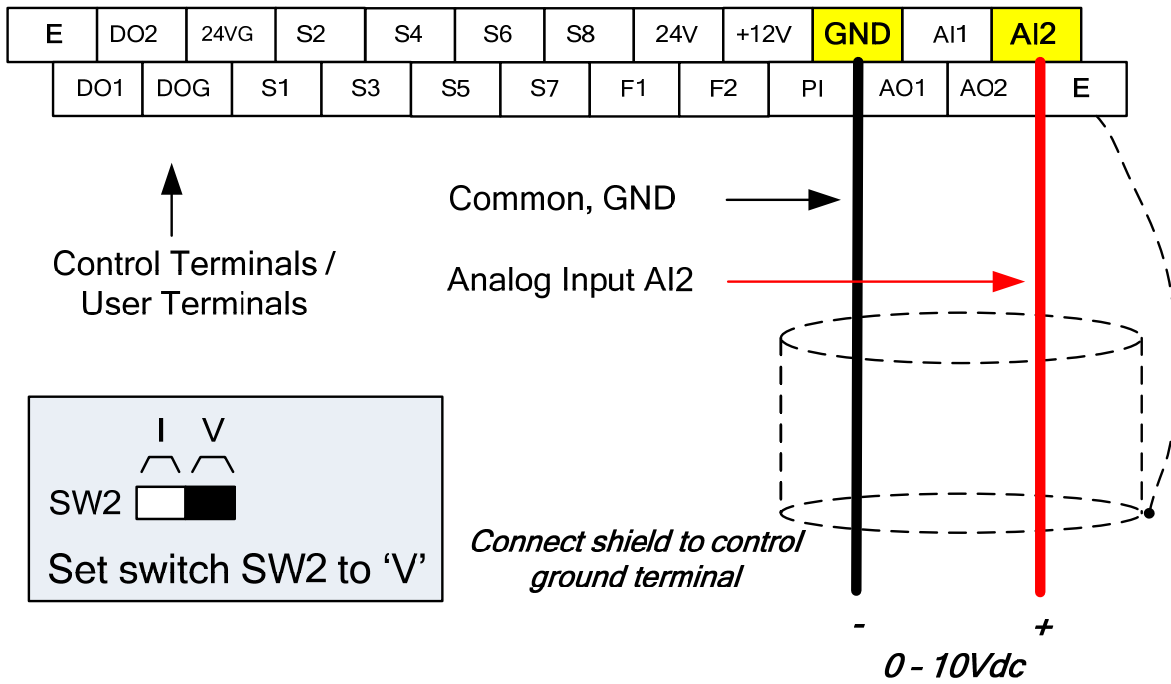 E DO2 24VG S2 S4 S6 S8 24V +12V GND AI1 AI2
DO1 DOG S1 S3 S5 S7 F1 F2 PI AO1 AO2 E
Common, GND
Control Terminals /
User Terminals
Analog Input AI2
I V
SW2
Set switch SW2 to ‘V’
Connect shield to control
ground terminal
- +
0 – 10Vdc